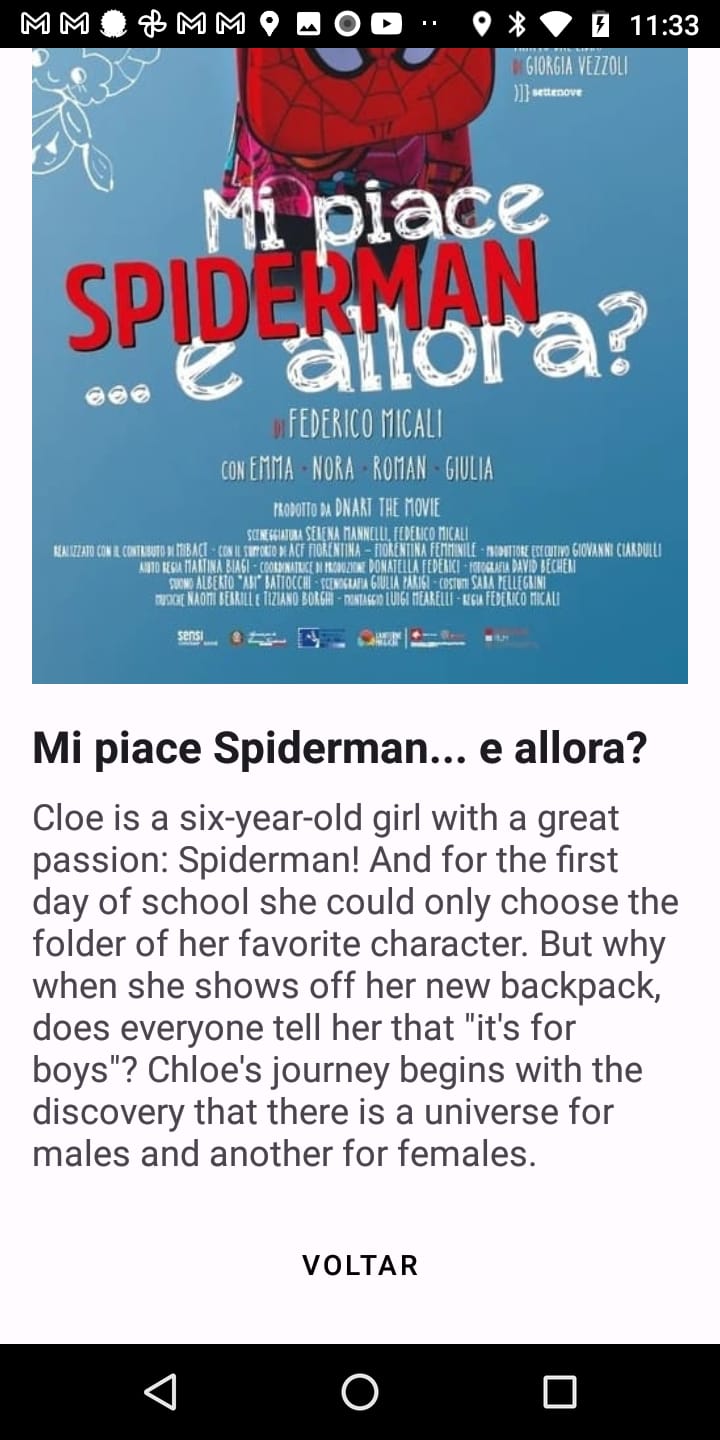 11:33
DI GIORGIA VEZZOLI
settenove
Mi piace
SPIDERMAN
... e allora?
DI FEDERICO MICALI
CON EMMA · NORA · ROMAN · GIULIA
PRODOTTO DA DNART THE MOVIE
SCENEGGIATURA SERENA MANNELLI, FEDERICO MICALI
REALIZZATO CON IL CONTRIBUTO DI MIBACT - CON IL SUPPORTO DI ACF FIORENTINA – FIORENTINA FEMMINILE - PRODUTTORE ESECUTIVO GIOVANNI CIARDULLI
AIUTO REGIA MARTINA BIAGI - COORDINATRICE DI PRODUZIONE DONATELLA FEDERICI - FOTOGRAFIA DAVID BECHERI
SUONO ALBERTO "ABI" BATTOCCHI - SCENOGRAFIA GIULIA PARIGI - COSTUMI SARA PELLEGRINI
MUSICHE NAOMI BERRILL E TIZIANO BORGHI - MONTAGGIO LUIGI MEARELLI - REGIA FEDERICO MICALI
sensi
Mi piace Spiderman... e allora?
Cloe is a six-year-old girl with a great
passion: Spiderman! And for the first
day of school she could only choose the
folder of her favorite character. But why
when she shows off her new backpack,
does everyone tell her that "it's for
boys"? Chloe's journey begins with the
discovery that there is a universe for
males and another for females.
VOLTAR